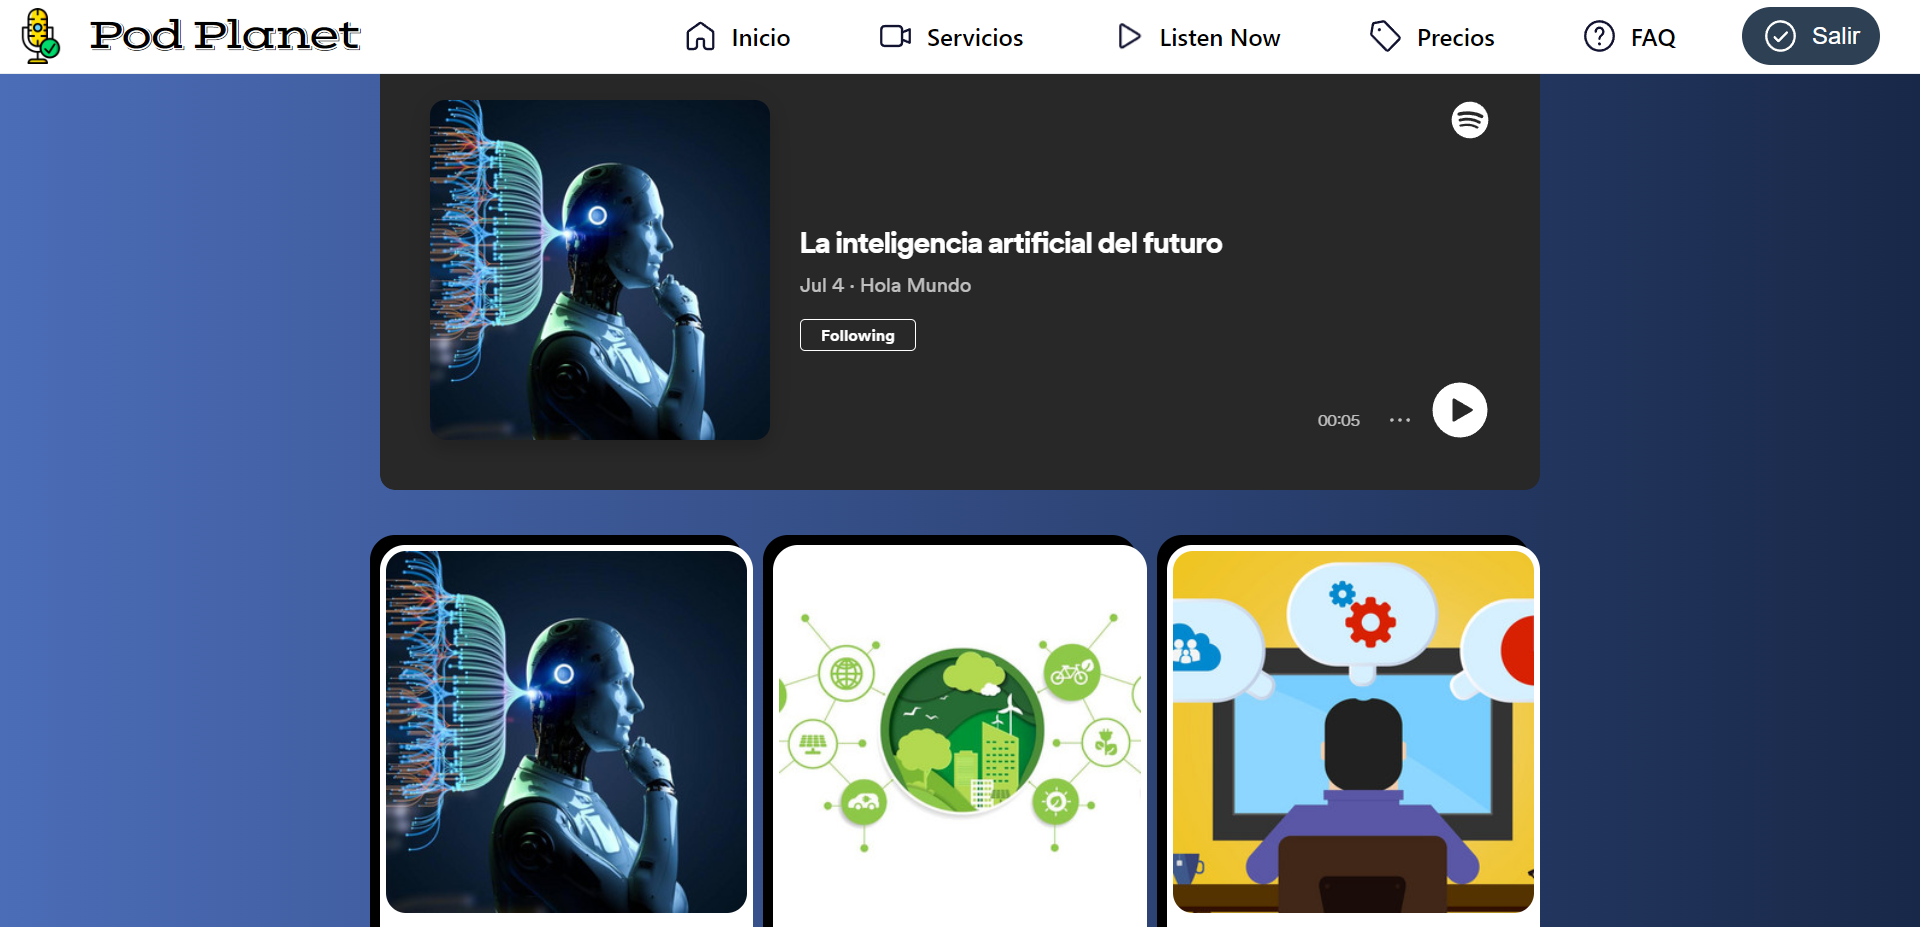 Pod Planet
Inicio
Servicios
Listen Now
Precios
FAQ
Salir
La inteligencia artificial del futuro
Jul 4 · Hola Mundo
Following
00:05